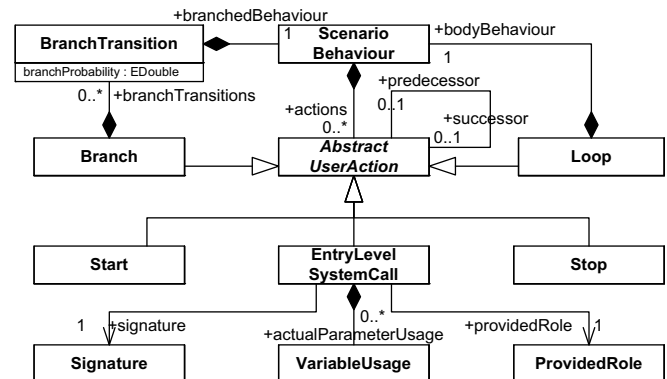 +branchedBehaviour
BranchTransition
branchProbability : EDouble
1
Scenario
Behaviour
+bodyBehaviour
1
0..*
+branchTransitions
+actions
0..*
+predecessor
0..1
+successor
0..1
Branch
Abstract
UserAction
Loop
Start
EntryLevel
SystemCall
Stop
1
+signature
0..*
+actualParameterUsage
+providedRole
1
Signature
VariableUsage
ProvidedRole